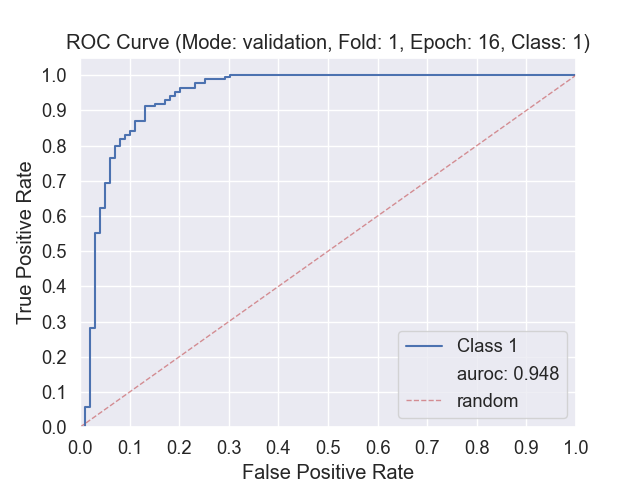 ROC Curve (Mode: validation, Fold: 1, Epoch: 16, Class: 1)
True Positive Rate
1.0
0.9
0.8
0.7
0.6
0.5
0.4
0.3
0.2
0.1
0.0
Class 1
auroc: 0.948
random
0.0 0.1 0.2 0.3 0.4 0.5 0.6 0.7 0.8 0.9 1.0
False Positive Rate